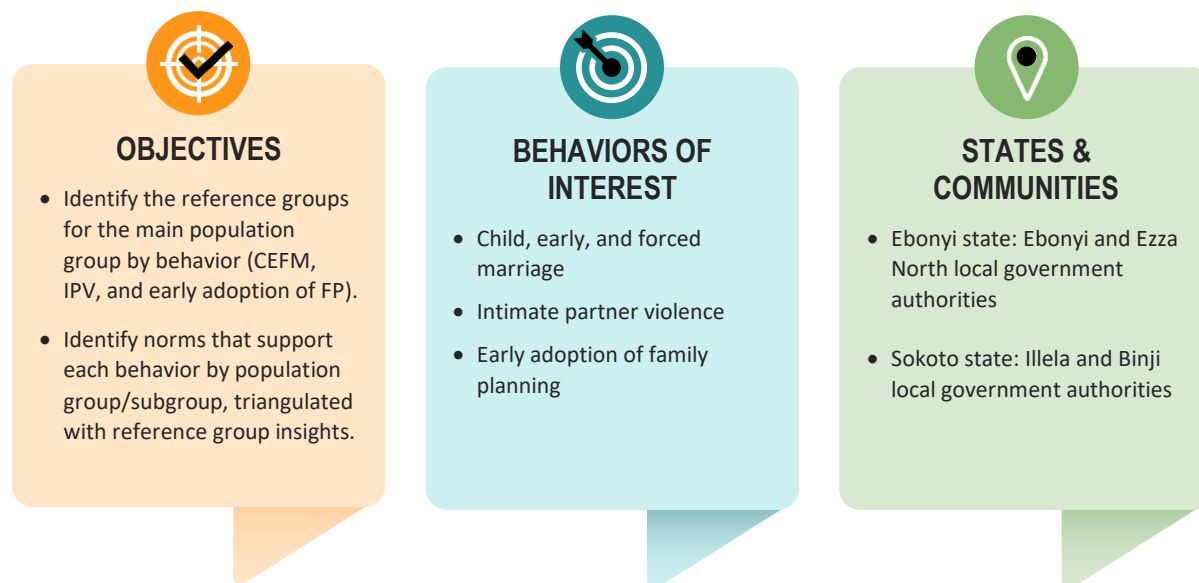 OBJECTIVES
• Identify the reference groups
for the main population
group by behavior (CEFM,
IPV, and early adoption of FP).
• Identify norms that support
each behavior by population
group/subgroup, triangulated
with reference group insights.
BEHAVIORS OF
INTEREST
• Child, early, and forced
marriage
• Intimate partner violence
• Early adoption of family
planning
STATES &
COMMUNITIES
• Ebonyi state: Ebonyi and Ezza
North local government
authorities
• Sokoto state: Illela and Binji
local government authorities